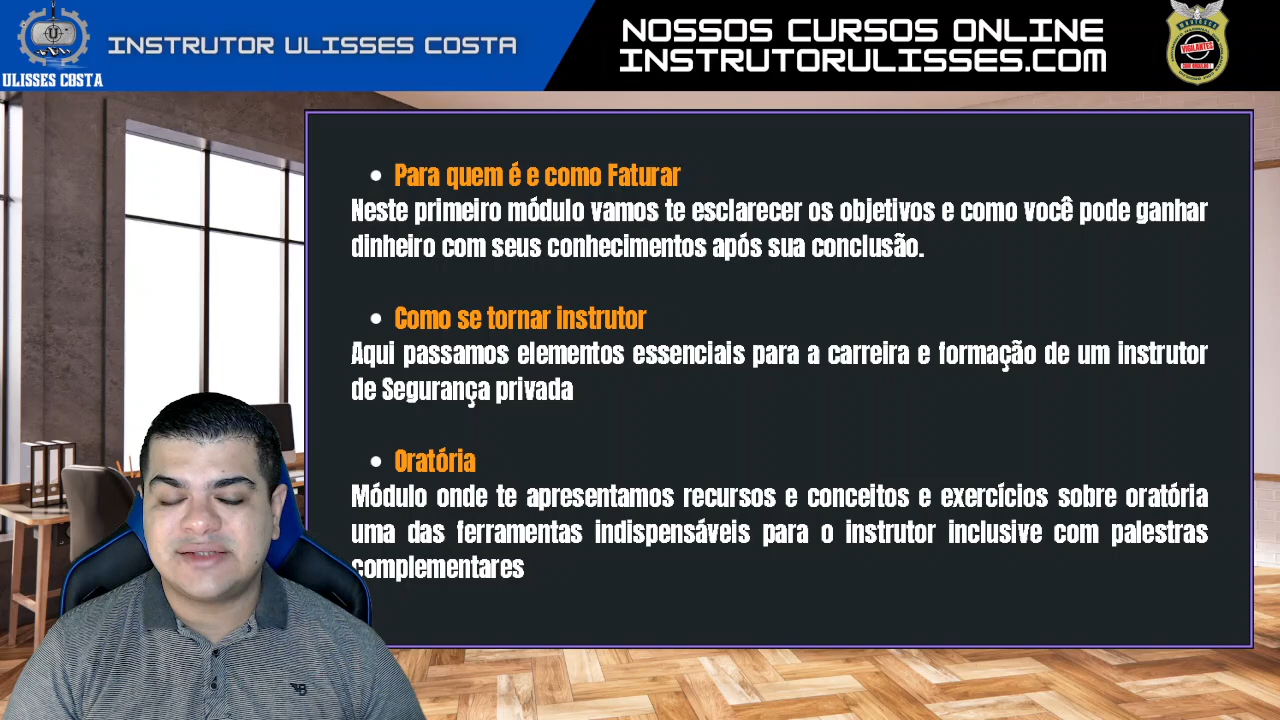 INSTRUTOR ULISSES COSTA
ULISSES COSTA
NOSSOS CURSOS ONLINE
INSTRUTORULISSES.COM
VIGILANTES
Para quem é e como Faturar
Neste primeiro módulo vamos te esclarecer os objetivos e como você pode ganhar
dinheiro com seus conhecimentos após sua conclusão.
Como se tornar instrutor
Aqui passamos elementos essenciais para a carreira e formação de um instrutor
de Segurança privada
Oratória
Módulo onde te apresentamos recursos e conceitos e exercícios sobre oratória
uma das ferramentas indispensáveis para o instrutor inclusive com palestras
complementares